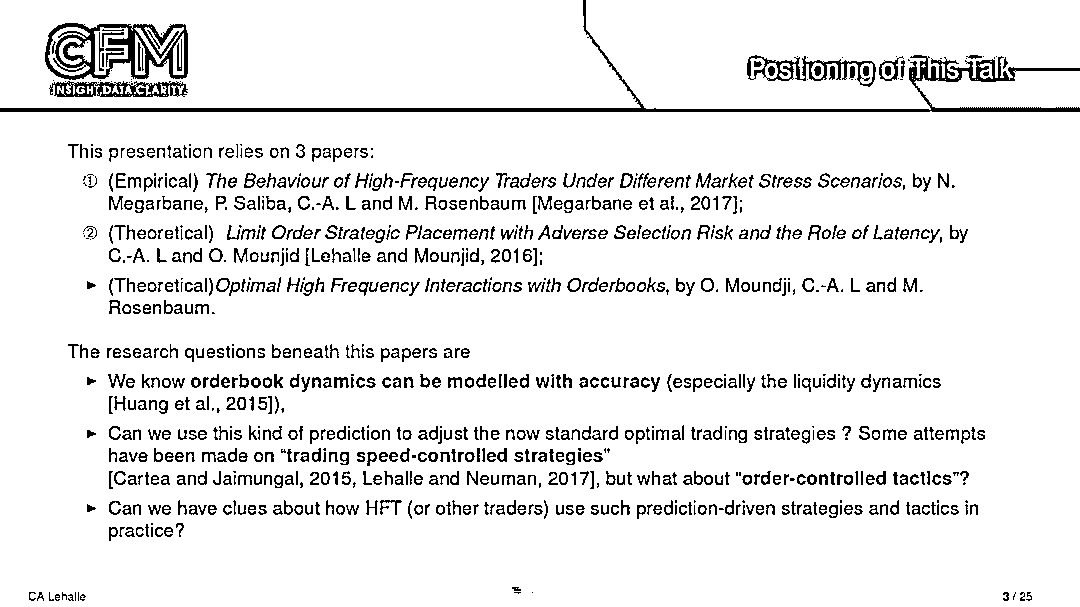 CFM
INSIGHT.DATA.CLARITY.
Positioning of This Talk
This presentation relies on 3 papers:
① (Empirical) The Behaviour of High-Frequency Traders Under Different Market Stress Scenarios, by N.
Megarbane, P. Saliba, C.-A. L and M. Rosenbaum [Megarbane et al., 2017];
② (Theoretical) Limit Order Strategic Placement with Adverse Selection Risk and the Role of Latency, by
C.-A. L and O. Mounjid [Lehalle and Mounjid, 2016];
► (Theoretical)Optimal High Frequency Interactions with Orderbooks, by O. Moundji, C.-A. L and M.
Rosenbaum.
The research questions beneath this papers are
► We know orderbook dynamics can be modelled with accuracy (especially the liquidity dynamics
[Huang et al., 2015]),
► Can we use this kind of prediction to adjust the now standard optimal trading strategies ? Some attempts
have been made on “trading speed-controlled strategies”
[Cartea and Jaimungal, 2015, Lehalle and Neuman, 2017], but what about “order-controlled tactics”?
► Can we have clues about how HFT (or other traders) use such prediction-driven strategies and tactics in
practice?
CA Lehalle
3 / 25